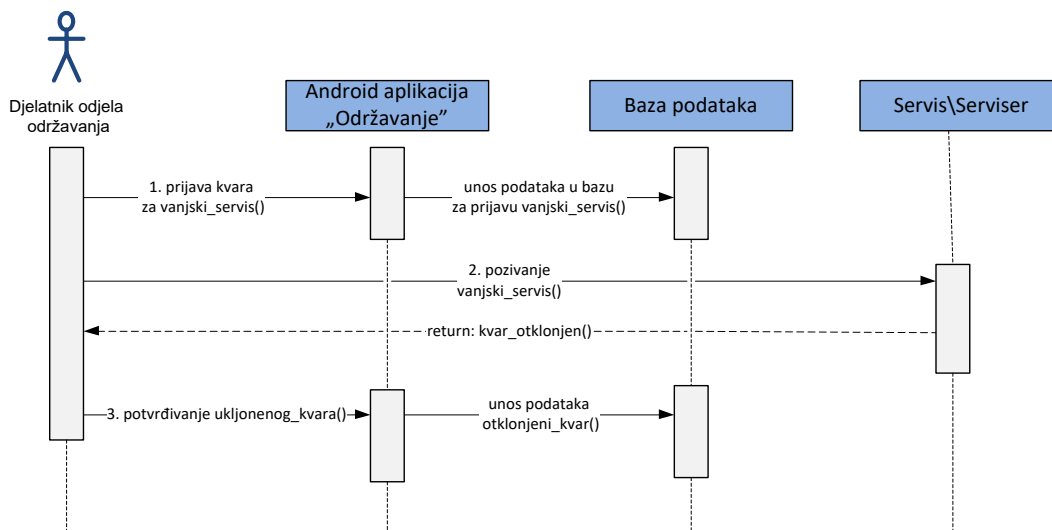 Djelatnik odjela
održavanja
Android aplikacija
„Održavanje”
Baza podataka
Servis\Serviser
1. prijava kvara
za vanjski_servis()
unos podataka u bazu
za prijavu vanjski_servis()
2. pozivanje
vanjski_servis()
return: kvar_otklonjen()
3. potvrđivanje ukljonenog_kvara()
unos podataka
otklonjeni_kvar()